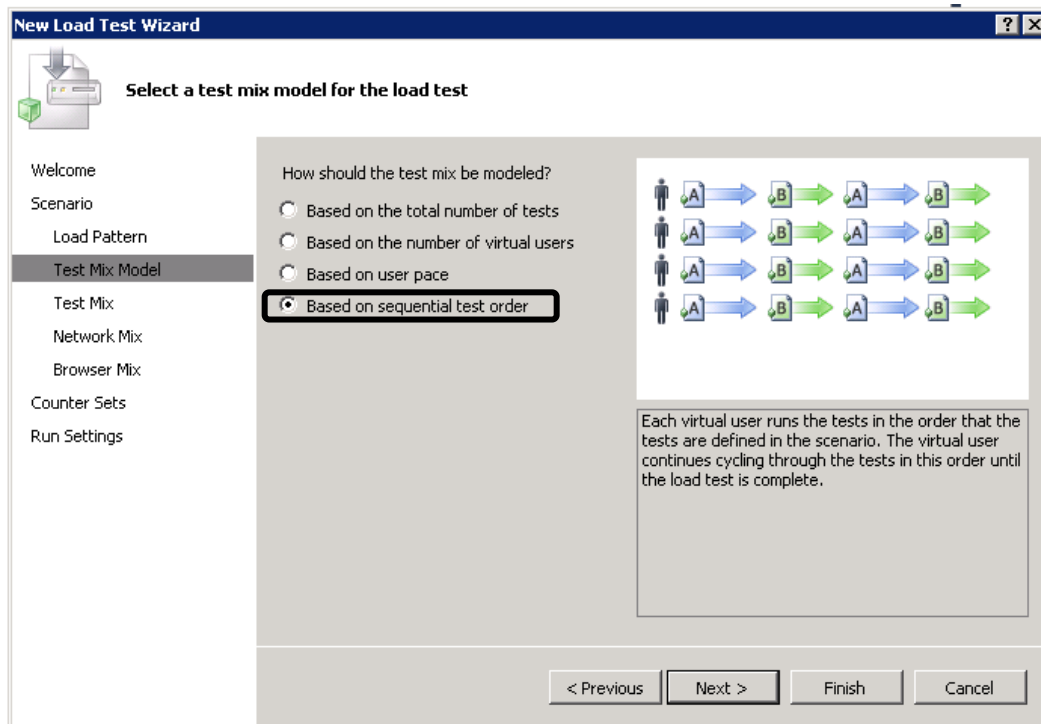 New Load Test Wizard
Select a test mix model for the load test
Welcome
Scenario
Load Pattern
Test Mix Model
Test Mix
Network Mix
Browser Mix
Counter Sets
Run Settings
How should the test mix be modeled?
Based on the total number of tests
Based on the number of virtual users
Based on user pace
Based on sequential test order
A B A B
A B A B
A B A B
A B A B
Each virtual user runs the tests in the order that the
tests are defined in the scenario. The virtual user
continues cycling through the tests in this order until
the load test is complete.
< Previous
Next >
Finish
Cancel